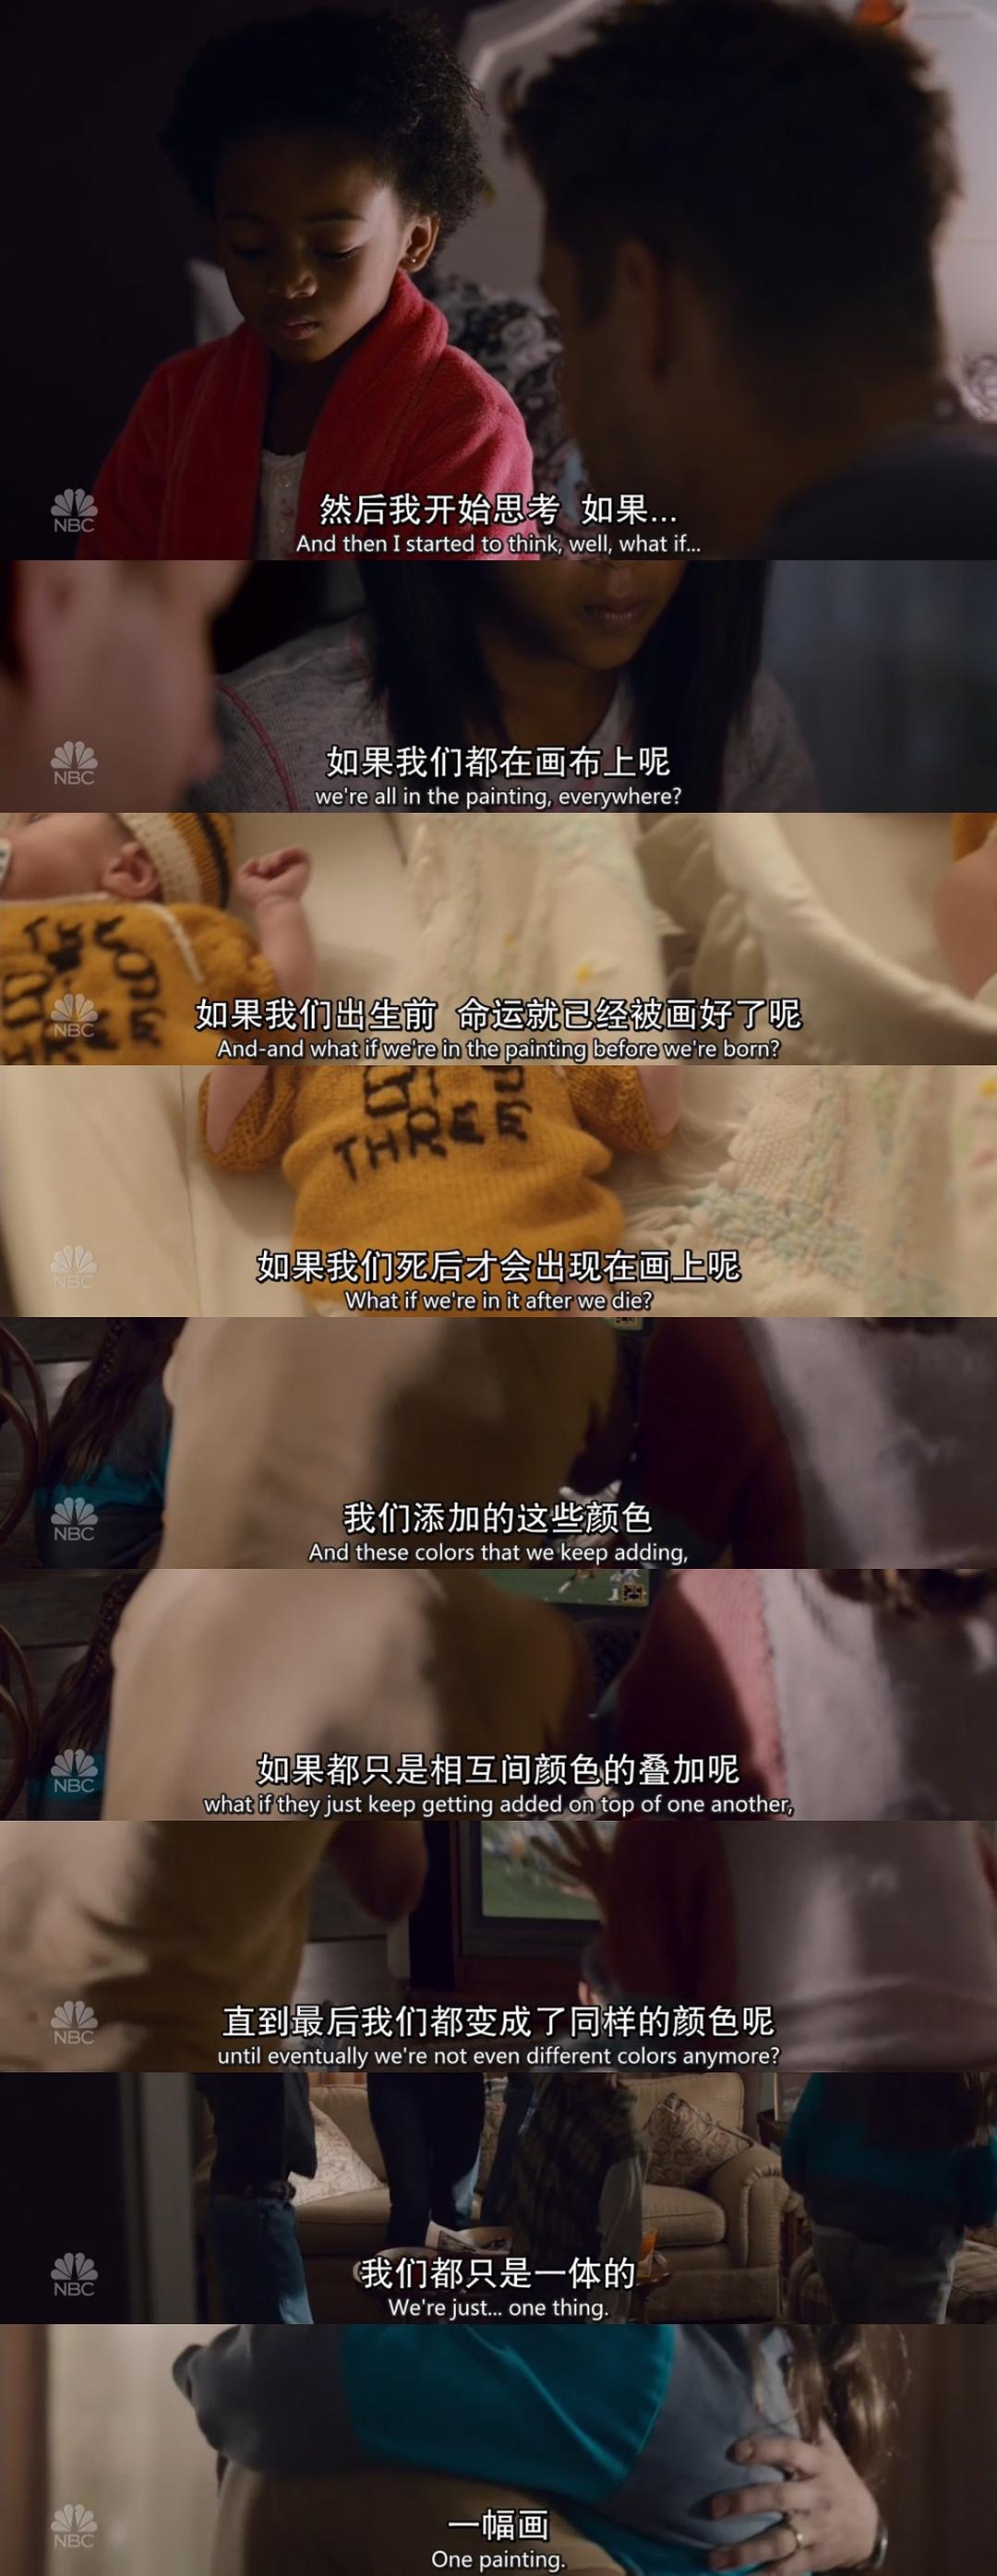 然后我开始思考 如果...
And then I started to think, well, what if...
NBC
如果我们都在画布上呢
we're all in the painting, everywhere?
NBC
THREE
如果我们出生前 命运就已经被画好了呢
And-and what if we're in the painting before we're born?
NBC
THREE
如果我们死后才会出现在画上呢
What if we're in it after we die?
NBC
我们添加的这些颜色
And these colors that we keep adding,
NBC
如果都只是相互间颜色的叠加呢
what if they just keep getting added on top of one another,
NBC
直到最后我们都变成了同样的颜色呢
until eventually we're not even different colors anymore?
NBC
我们都只是一体的
We're just... one thing.
NBC
一幅画
One painting.
NBC